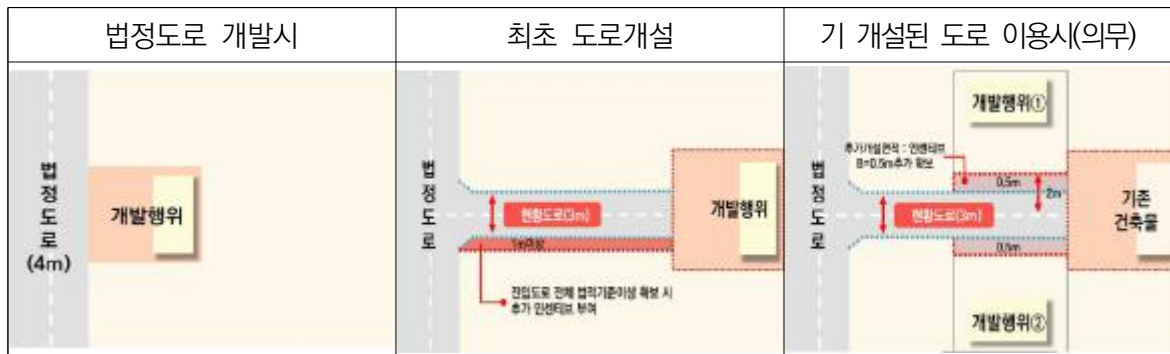 법정도로 개발시
최초 도로개설
기 개설된 도로 이용시(의무)
법정도로
(4m)
개발행위
법정도로
현황도로(3m)
1m이상
개발행위
진입도로 전체 법적기준이상 확보 시
추가 인센티브 부여
법정도로
개발행위①
추가개설면적 : 인센티브
B=0.5m추가 확보
0.5m
2m
현황도로(3m)
0.5m
기존
건축물
개발행위②